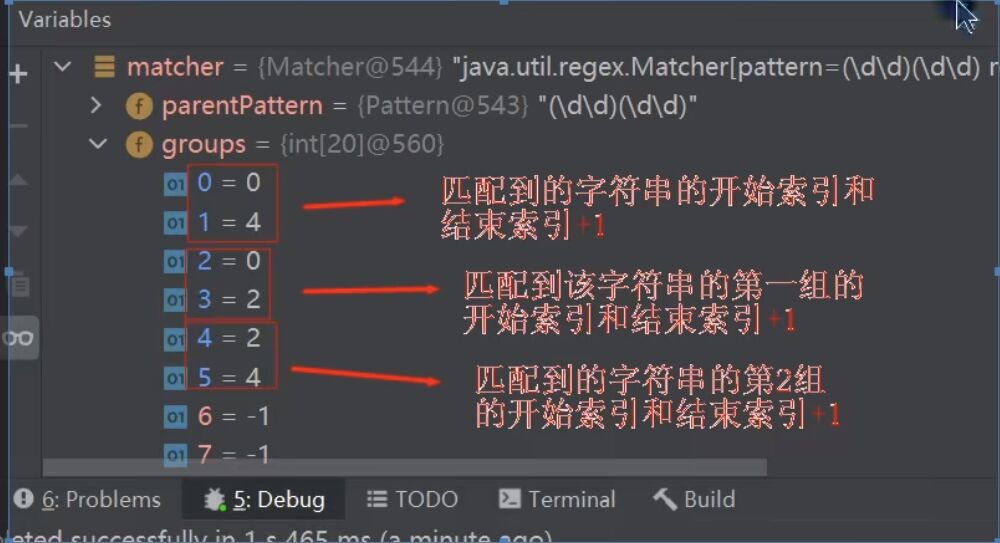 Variables
matcher = {Matcher@544} "java.util.regex.Matcher[pattern=(\d\d)(\d\d) r
parentPattern = {Pattern@543} "(\d\d)(\d\d)"
groups = {int[20]@560}
01 0 = 0
01 1 = 4
匹配到的字符串的开始索引和
结束索引+1
01 2 = 0
01 3 = 2
匹配到该字符串的第一组的
开始索引和结束索引+1
01 4 = 2
01 5 = 4
匹配到的字符串的第2组
的开始索引和结束索引+1
01 6 = -1
01 7 = -1
6: Problems 5: Debug TODO Terminal Build
pleted successfully in 1 s 465 ms (a minute ago)